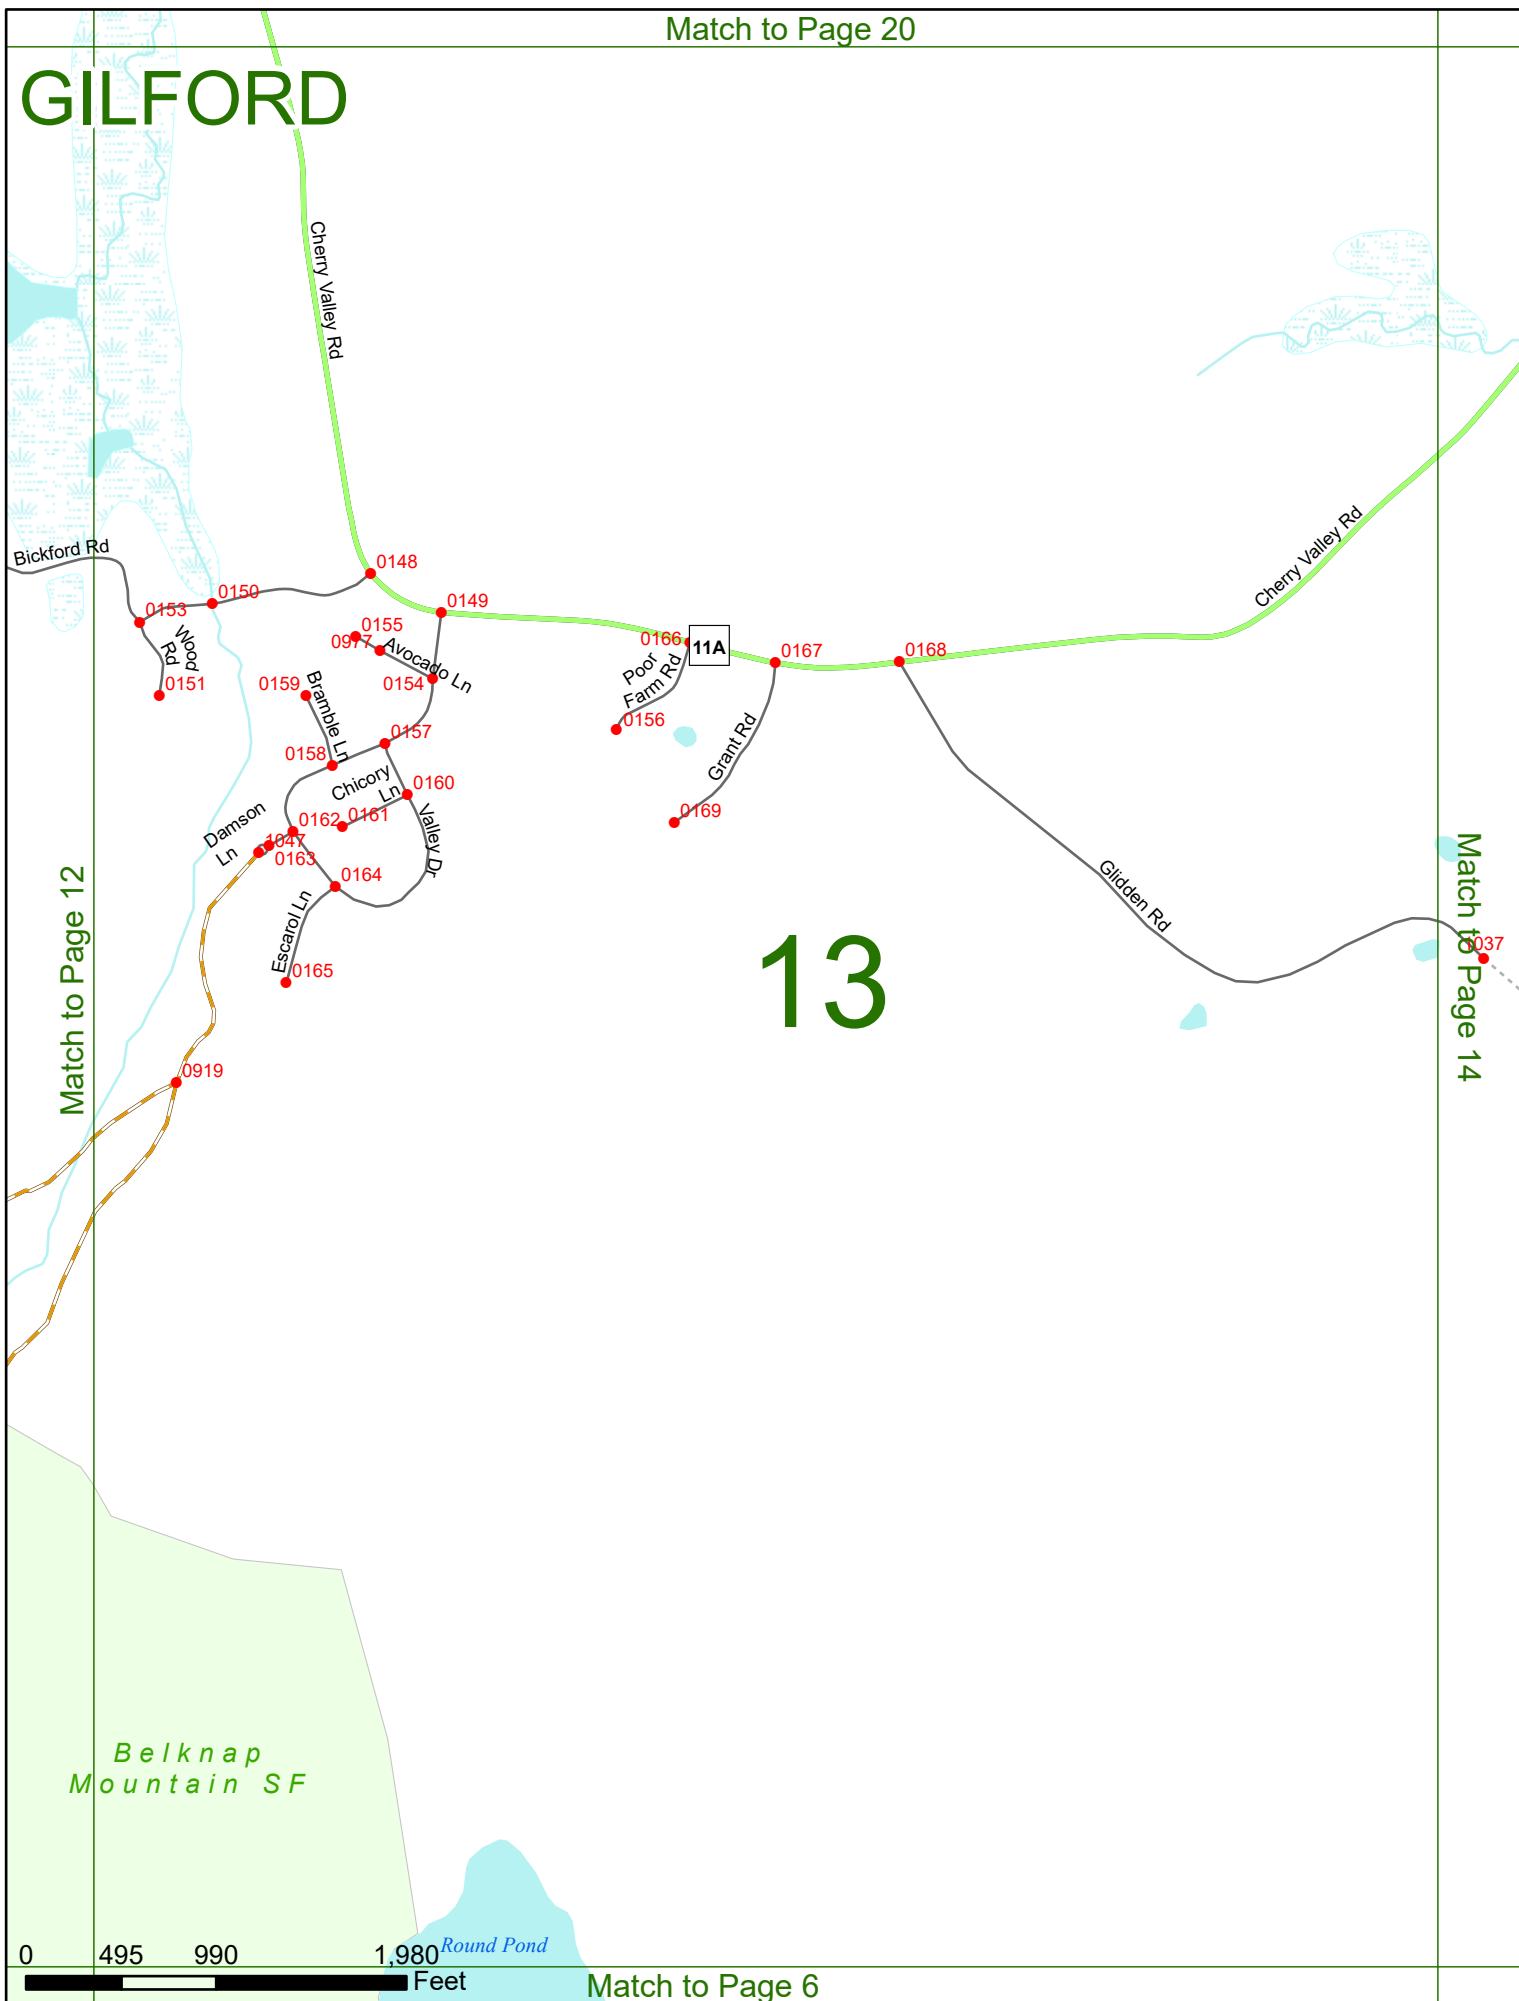 Match to Page 20
GILFORD
Cherry Valley Rd
Cherry Valley Rd
Bickford Rd
0148
0150
0149
0153
0155
0977
Avocado Ln
0166
11A
0167
0168
Wood
Rd
Poor
Farm Rd
0151
0159
Bramble Ln
0154
0156
0157
Grant Rd
0158
Chicory
Ln
0160
Damson
Ln
0162
0161
Valley Dr
0169
1047
0163
0164
Glidden Rd
Escarol Ln
0165
Match to Page 12
13
Match to Page 14
1037
0919
Belknap
Mountain SF
Round Pond
0 495 990 1,980
Feet
Match to Page 6